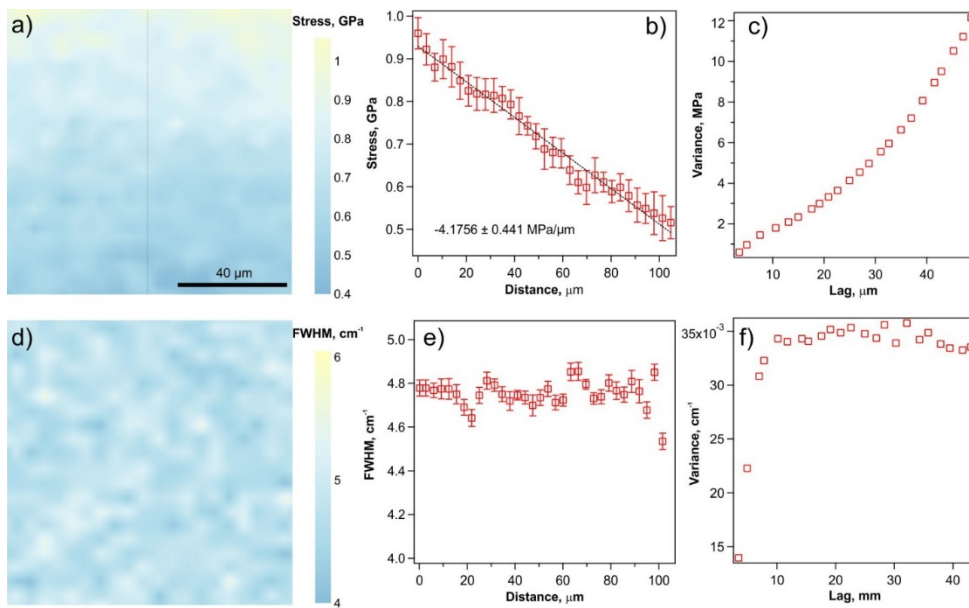 a)
Stress, GPa
1
0.9
0.8
0.7
0.6
0.5
0.4
40 µm
b)
Stress, GPa
1.0
0.9
0.8
0.7
0.6
0.5
-4.1756 ± 0.441 MPa/µm
0 20 40 60 80 100
Distance, µm
c)
Variance, MPa
12
10
8
6
4
2
10 20 30 40
Lag, µm
d)
FWHM, cm⁻¹
6
5
4
e)
FWHM, cm⁻¹
5.0
4.8
4.6
4.4
4.2
4.0
0 20 40 60 80 100
Distance, µm
f)
Variance, cm⁻¹
35x10⁻³
30
25
20
15
10 20 30 40
Lag, mm